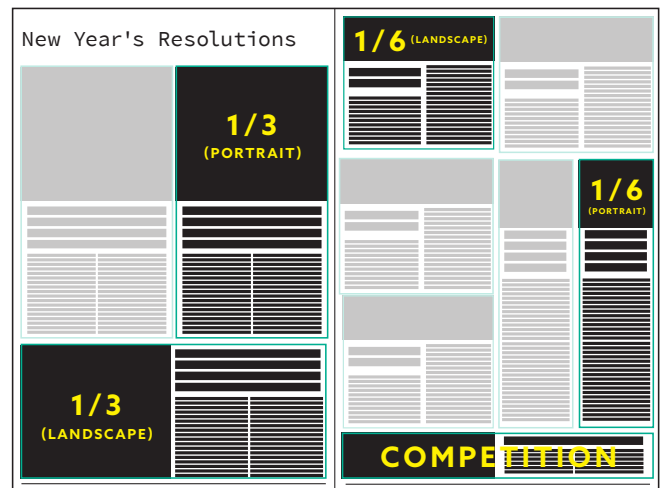 New Year's Resolutions
1/3
(PORTRAIT)
1/3
(LANDSCAPE)
1/6 (LANDSCAPE)
1/6
(PORTRAIT)
COMPETITION